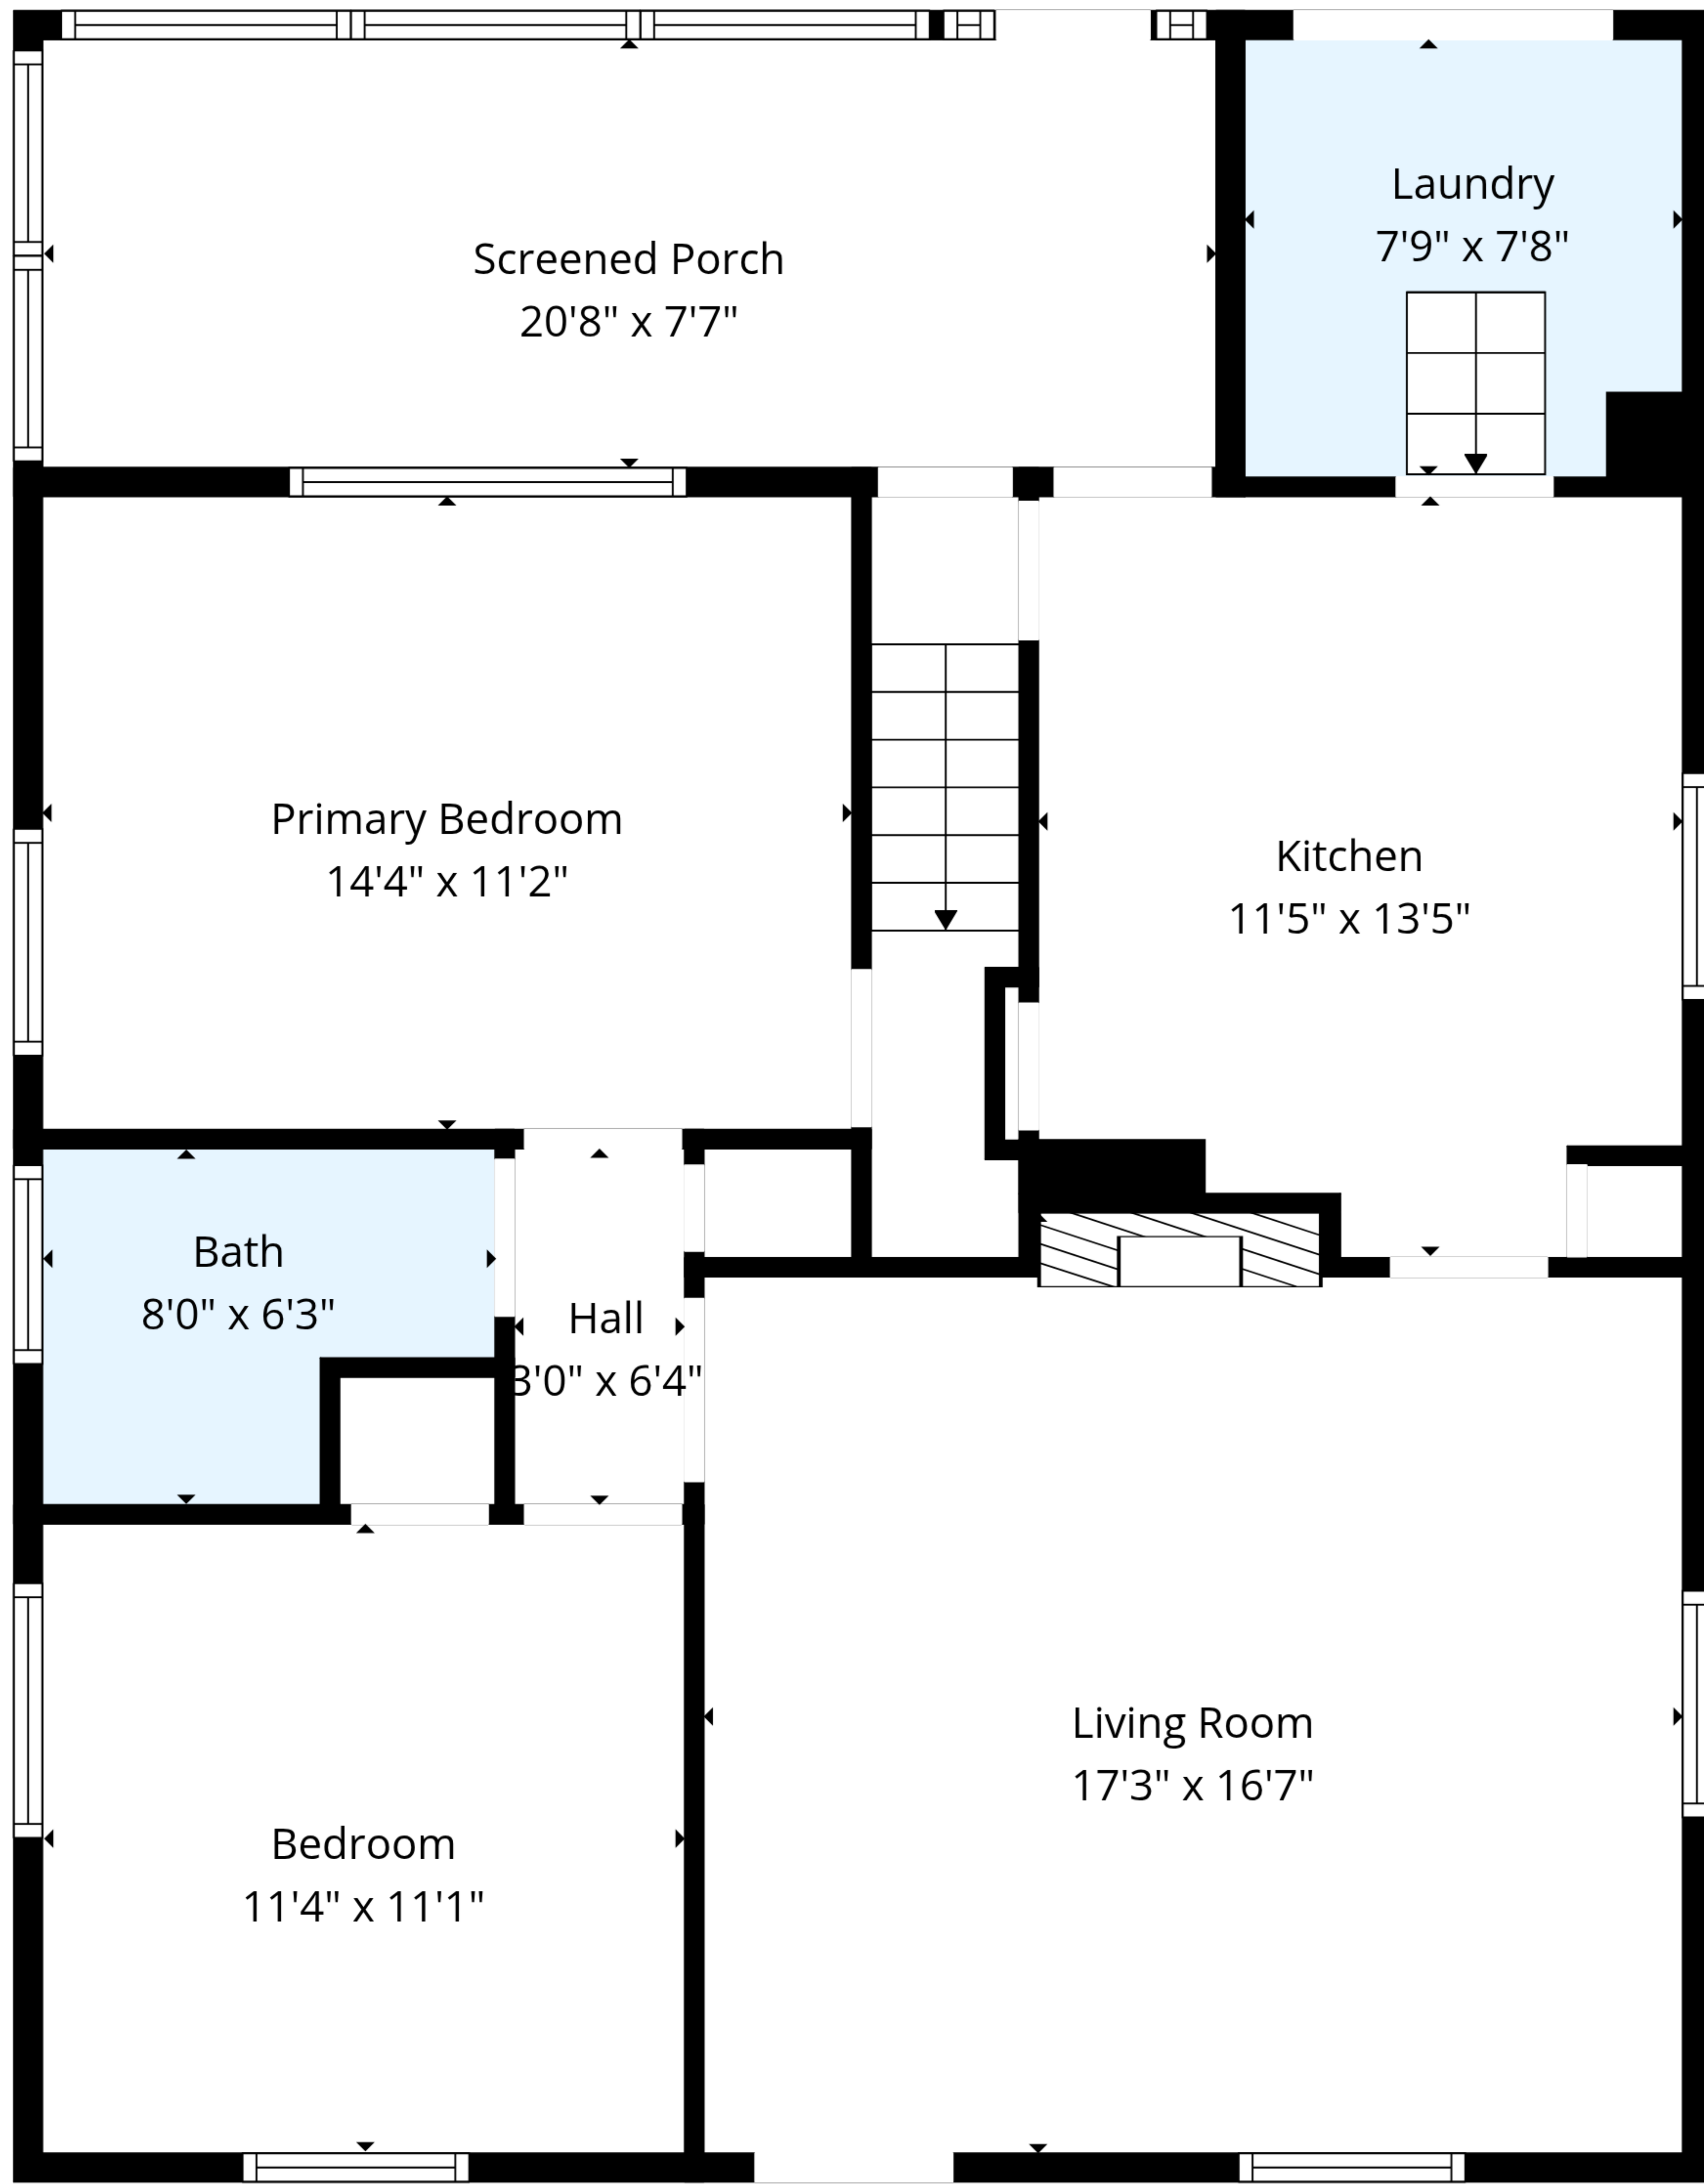 Laundry
7'9" x 7'8"
Screened Porch
20'8" x 7'7"
Primary Bedroom
14'4" x 11'2"
Kitchen
11'5" x 13'5"
Bath
8'0" x 6'3"
Hall
3'0" x 6'4"
Living Room
17'3" x 16'7"
Bedroom
11'4" x 11'1"